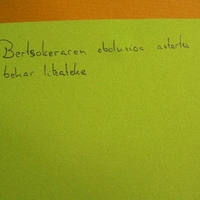 Bertsokeraren eboluzioa aztertu
behar litzateke